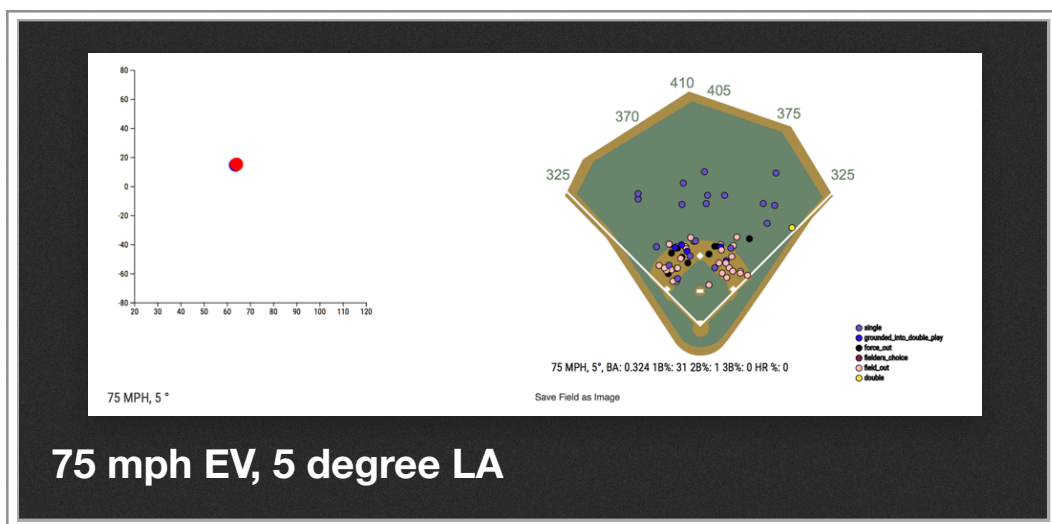 80
60
40
20
0
-20
-40
-60
-80
20 30 40 50 60 70 80 90 100 110 120
75 MPH, 5 °
410 405
370 375
325 325
75 MPH, 5°, BA: 0.324 1B%: 31 2B%: 1 3B%: 0 HR %: 0
Save Field as Image
single
grounded_into_double_play
force_out
fielders_choice
field_out
double
75 mph EV, 5 degree LA